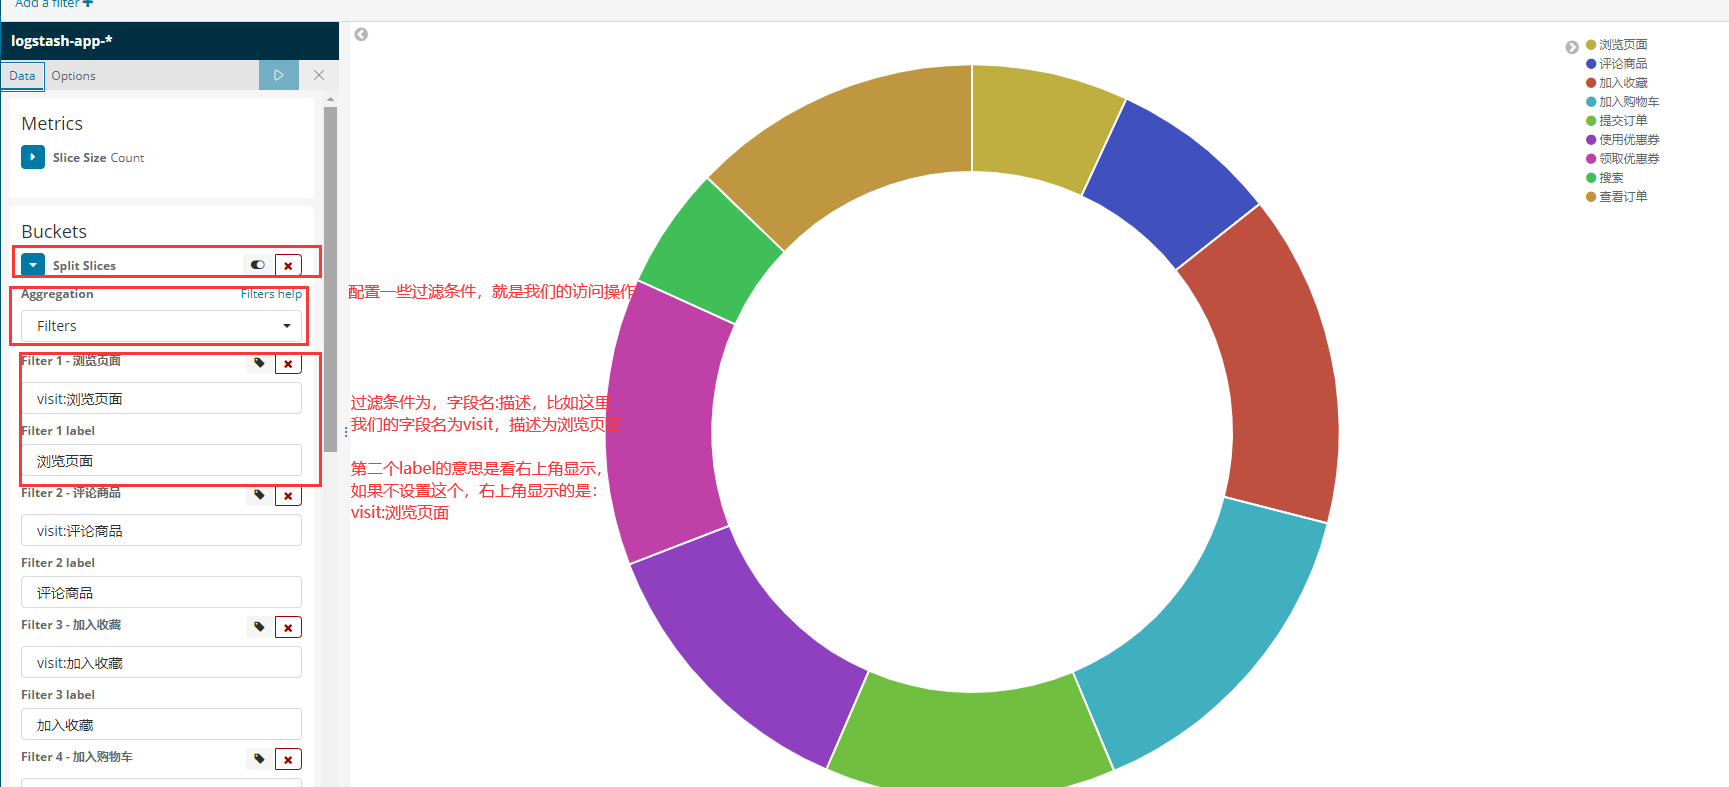 Add a filter +
logstash-app-*
Data Options
Metrics
Slice Size Count
Buckets
Split Slices
Aggregation Filters help
Filters
Filter 1 - 浏览页面
visit:浏览页面
Filter 1 label
浏览页面
Filter 2 - 评论商品
visit:评论商品
Filter 2 label
评论商品
Filter 3 - 加入收藏
visit:加入收藏
Filter 3 label
加入收藏
Filter 4 - 加入购物车
配置一些过滤条件，就是我们的访问操作
过滤条件为，字段名:描述，比如这里
我们的字段名为visit，描述为浏览页面
第二个label的意思是看右上角显示，
如果不设置这个，右上角显示的是：
visit:浏览页面
浏览页面
评论商品
加入收藏
加入购物车
提交订单
使用优惠券
领取优惠券
搜索
查看订单